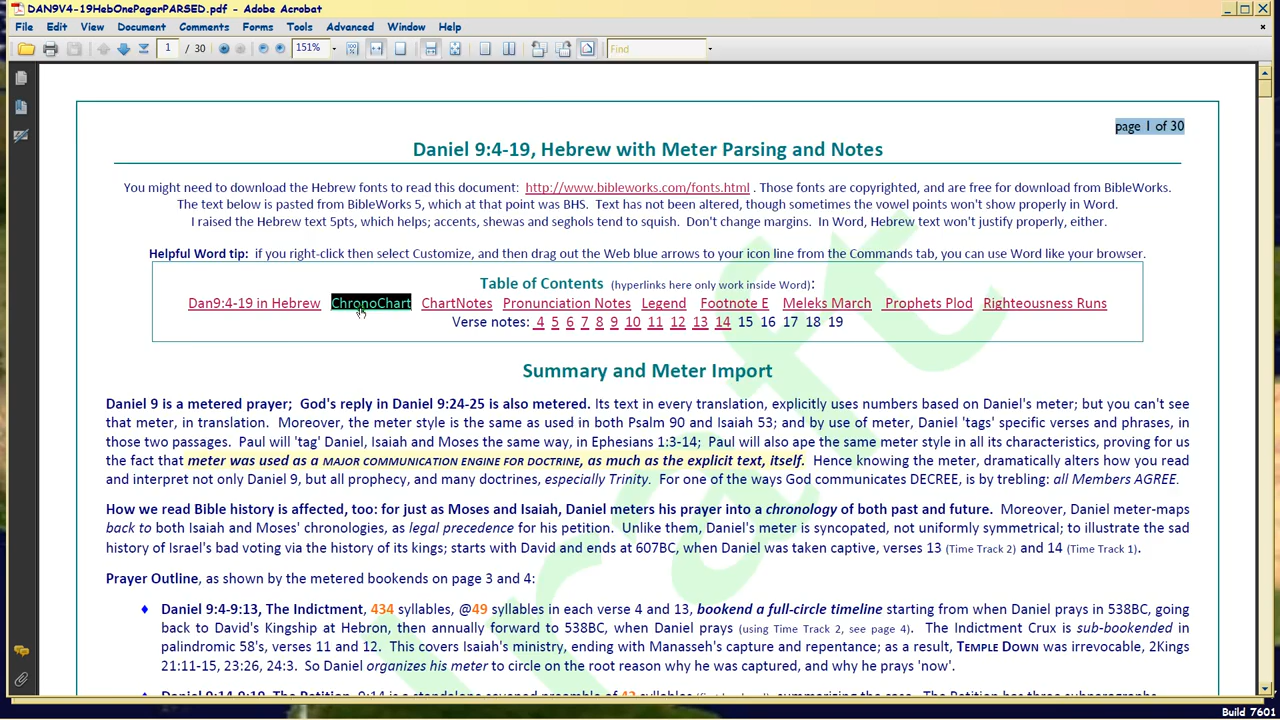 DAN9V4-19HebOnePagerPARSED.pdf - Adobe Acrobat
File Edit View Document Comments Forms Tools Advanced Window Help
1 / 30 151% Find
page 1 of 30
Daniel 9:4-19, Hebrew with Meter Parsing and Notes
You might need to download the Hebrew fonts to read this document: http://www.bibleworks.com/fonts.html . Those fonts are copyrighted, and are free for download from BibleWorks.
The text below is pasted from BibleWorks 5, which at that point was BHS. Text has not been altered, though sometimes the vowel points won't show properly in Word.
I raised the Hebrew text 5pts, which helps; accents, shewas and seghols tend to squish. Don't change margins. In Word, Hebrew text won't justify properly, either.
Helpful Word tip: if you right-click then select Customize, and then drag out the Web blue arrows to your icon line from the Commands tab, you can use Word like your browser.
Table of Contents (hyperlinks here only work inside Word):
Dan9:4-19 in Hebrew ChronoChart ChartNotes Pronunciation Notes Legend Footnote E Meleks March Prophets Plod Righteousness Runs
Verse notes: 4 5 6 7 8 9 10 11 12 13 14 15 16 17 18 19
Summary and Meter Import
Daniel 9 is a metered prayer; God's reply in Daniel 9:24-25 is also metered. Its text in every translation, explicitly uses numbers based on Daniel's meter; but you can't see
that meter, in translation. Moreover, the meter style is the same as used in both Psalm 90 and Isaiah 53; and by use of meter, Daniel 'tags' specific verses and phrases, in
those two passages. Paul will 'tag' Daniel, Isaiah and Moses the same way, in Ephesians 1:3-14; Paul will also ape the same meter style in all its characteristics, proving for us
the fact that meter was used as a MAJOR COMMUNICATION ENGINE FOR DOCTRINE, as much as the explicit text, itself. Hence knowing the meter, dramatically alters how you read
and interpret not only Daniel 9, but all prophecy, and many doctrines, especially Trinity. For one of the ways God communicates DECREE, is by trebling: all Members AGREE.
How we read Bible history is affected, too: for just as Moses and Isaiah, Daniel meters his prayer into a chronology of both past and future. Moreover, Daniel meter-maps
back to both Isaiah and Moses' chronologies, as legal precedence for his petition. Unlike them, Daniel's meter is syncopated, not uniformly symmetrical; to illustrate the sad
history of Israel's bad voting via the history of its kings; starts with David and ends at 607BC, when Daniel was taken captive, verses 13 (Time Track 2) and 14 (Time Track 1).
Prayer Outline, as shown by the metered bookends on page 3 and 4:
♦ Daniel 9:4-9:13, The Indictment, 434 syllables, @49 syllables in each verse 4 and 13, bookend a full-circle timeline starting from when Daniel prays in 538BC, going
back to David's Kingship at Hebron, then annually forward to 538BC, when Daniel prays (using Time Track 2, see page 4). The Indictment Crux is sub-bookended in
palindromic 58's, verses 11 and 12. This covers Isaiah's ministry, ending with Manasseh's capture and repentance; as a result, TEMPLE DOWN was irrevocable, 2Kings
21:11-15, 23:26, 24:3. So Daniel organizes his meter to circle on the root reason why he was captured, and why he prays 'now'.
Build 7601